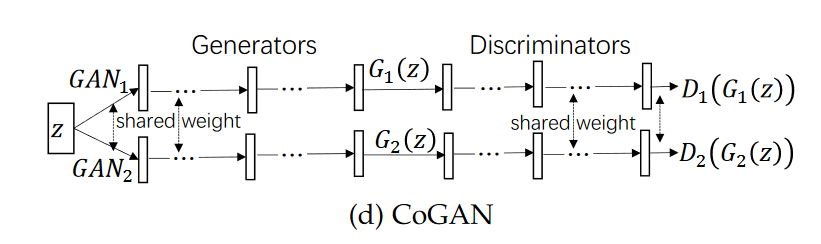 Generators Discriminators
GAN₁ ... ... G₁(z) ... ... D₁(G₁(z))
z shared weight shared weight
GAN₂ ... ... G₂(z) ... ... D₂(G₂(z))
(d) CoGAN